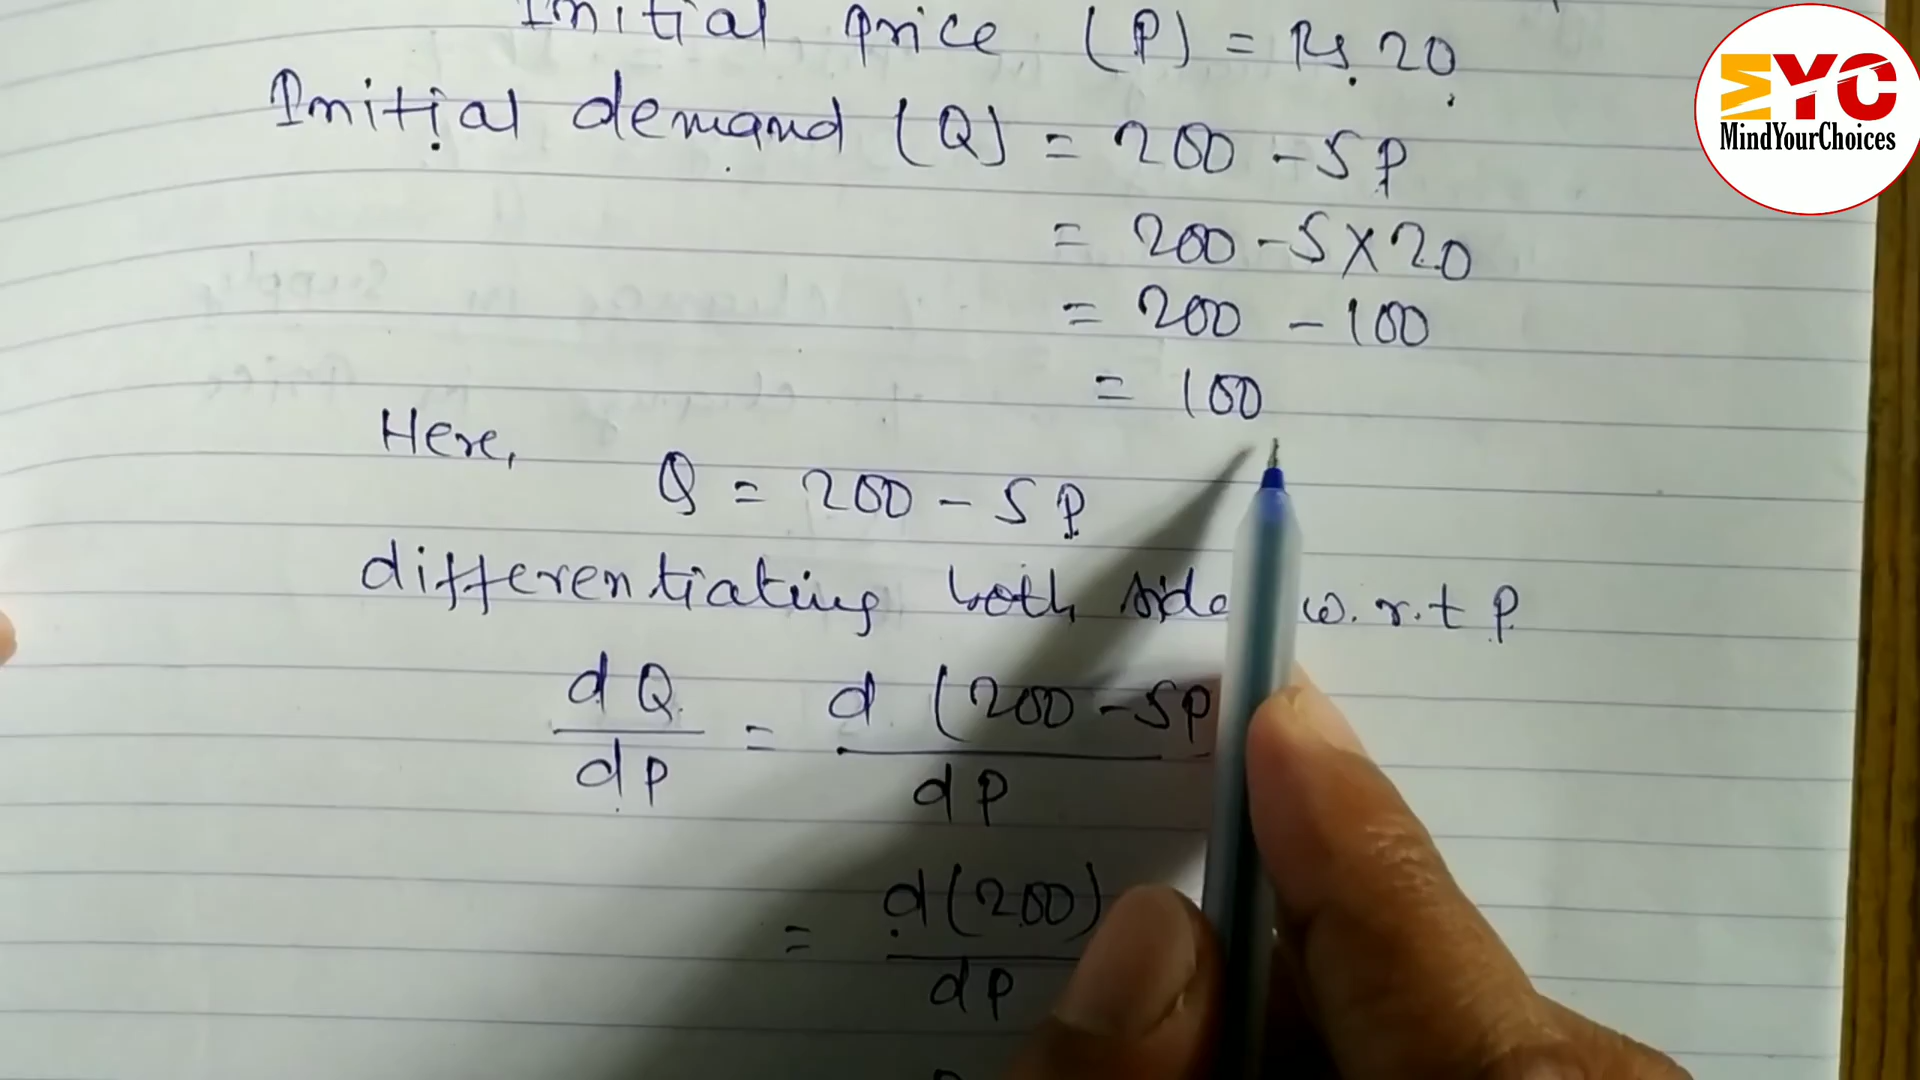 Initial price (P) = Rs. 20
Initial demand (Q) = 200 - 5P
= 200 - 5 X 20
= 200 - 100
= 100
Here,
Q = 200 - 5P
differentiating both side w.r.t P
dQ/dP = d (200 - 5P/dP
= d(200)/dP
MYC
MindYourChoices